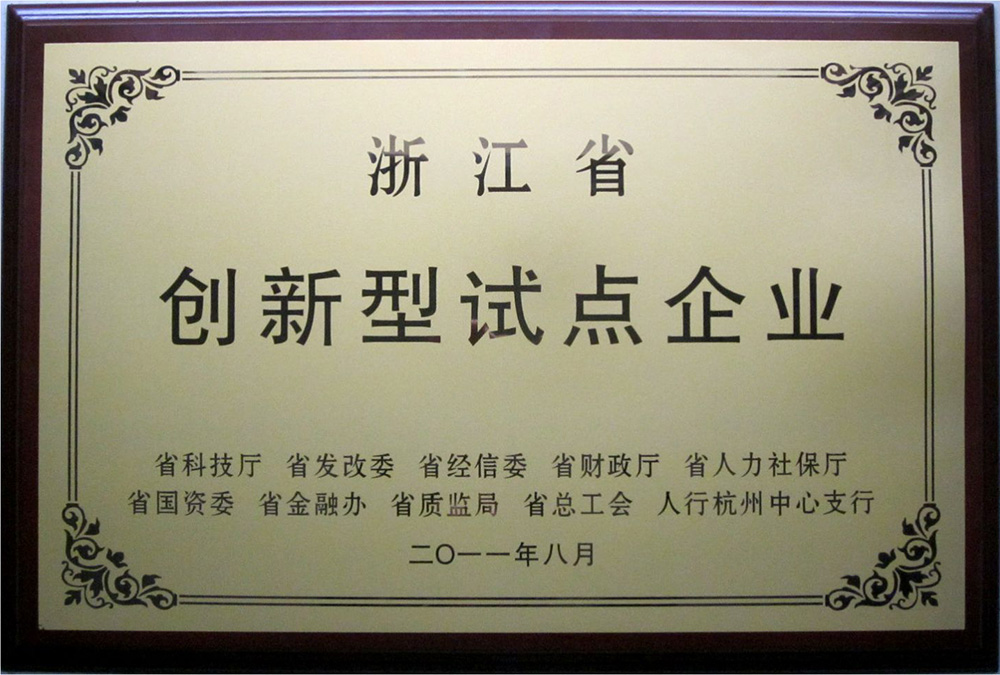 浙江省
创新型试点企业
省科技厅 省发改委 省经信委 省财政厅 省人力社保厅
省国资委 省金融办 省质监局 省总工会 人行杭州中心支行
二〇一一年八月